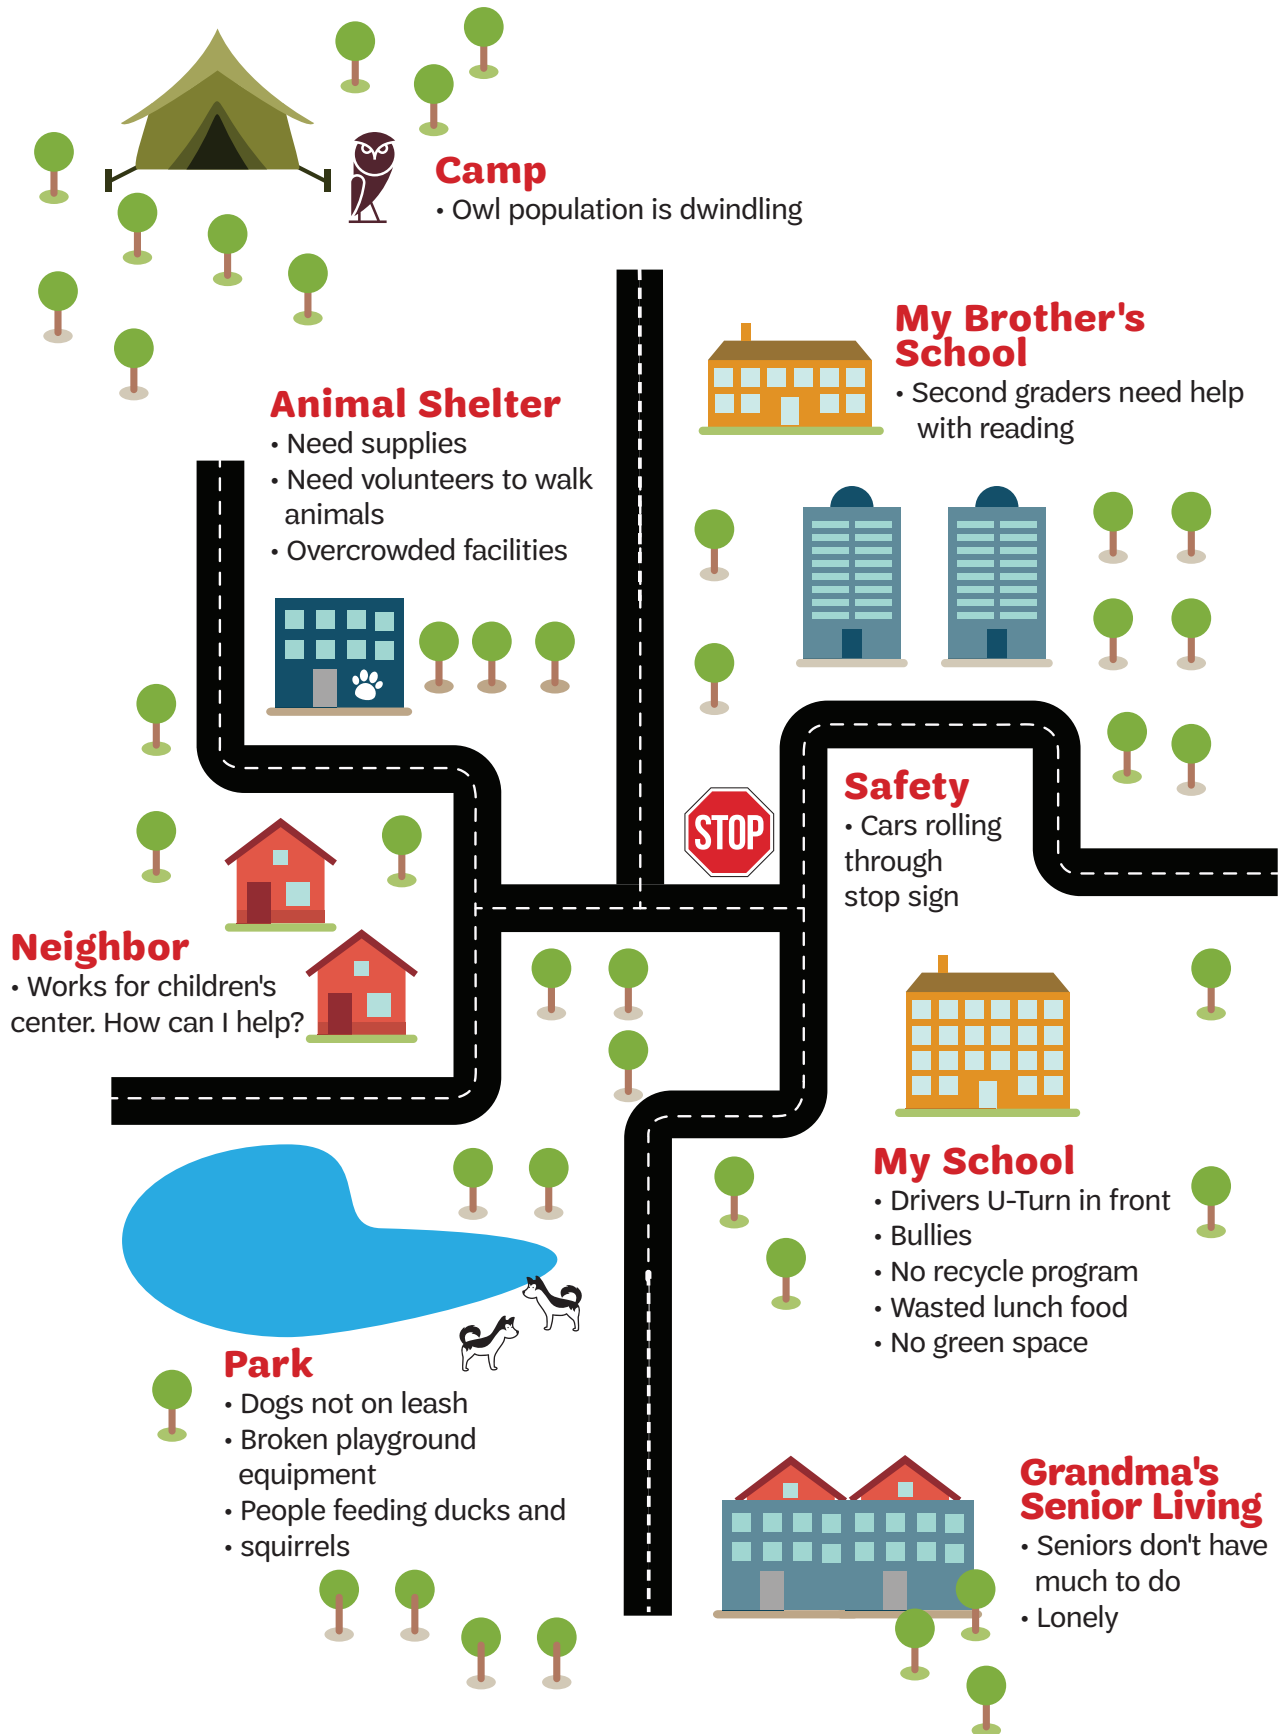 Camp
• Owl population is dwindling
My Brother's
School
• Second graders need help
with reading
Animal Shelter
• Need supplies
• Need volunteers to walk
animals
• Overcrowded facilities
STOP
Safety
• Cars rolling
through
stop sign
Neighbor
• Works for children's
center. How can I help?
My School
• Drivers U-Turn in front
• Bullies
• No recycle program
• Wasted lunch food
• No green space
Park
• Dogs not on leash
• Broken playground
equipment
• People feeding ducks and
• squirrels
Grandma's
Senior Living
• Seniors don't have
much to do
• Lonely